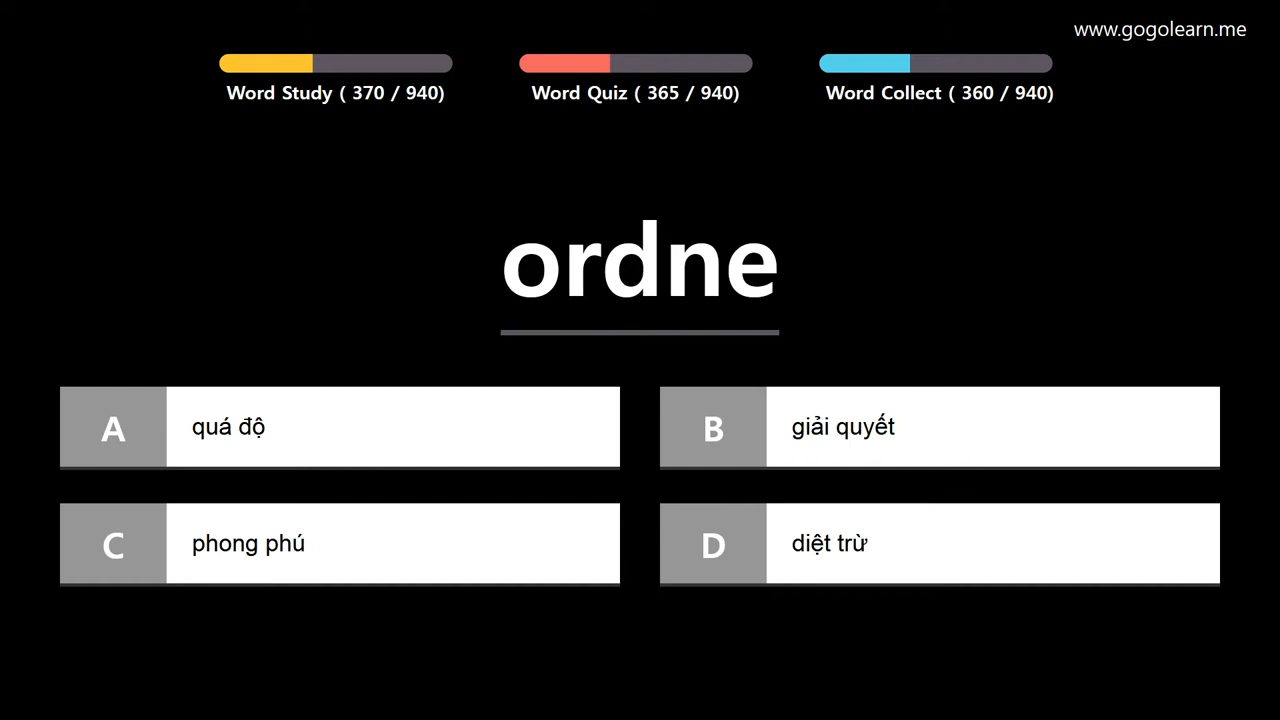 www.gogolearn.me
Word Study ( 370 / 940)
Word Quiz ( 365 / 940)
Word Collect ( 360 / 940)
ordne
A quá độ
B giải quyết
C phong phú
D diệt trừ